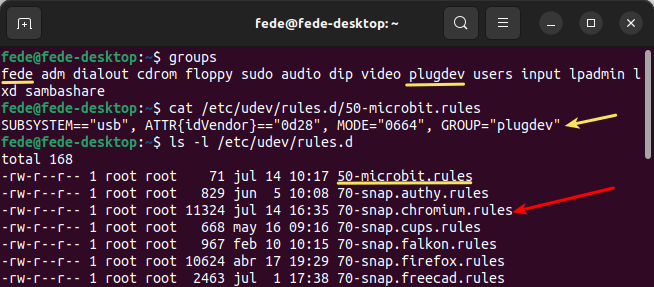 fede@fede-desktop: ~
fede@fede-desktop:~$ groups
fede adm dialout cdrom floppy sudo audio dip video plugdev users input lpadmin l
xd sambashare
fede@fede-desktop:~$ cat /etc/udev/rules.d/50-microbit.rules
SUBSYSTEM=="usb", ATTR{idVendor}=="0d28", MODE="0664", GROUP="plugdev"
fede@fede-desktop:~$ ls -l /etc/udev/rules.d
total 168
-rw-r--r-- 1 root root    71 jul 14 10:17 50-microbit.rules
-rw-r--r-- 1 root root   829 jun  5 10:08 70-snap.authy.rules
-rw-r--r-- 1 root root 11324 jul 14 16:35 70-snap.chromium.rules
-rw-r--r-- 1 root root   668 may 16 09:16 70-snap.cups.rules
-rw-r--r-- 1 root root   967 feb 10 10:15 70-snap.falkon.rules
-rw-r--r-- 1 root root 10624 abr 17 19:29 70-snap.firefox.rules
-rw-r--r-- 1 root root  2463 jul  1 17:38 70-snap.freecad.rules